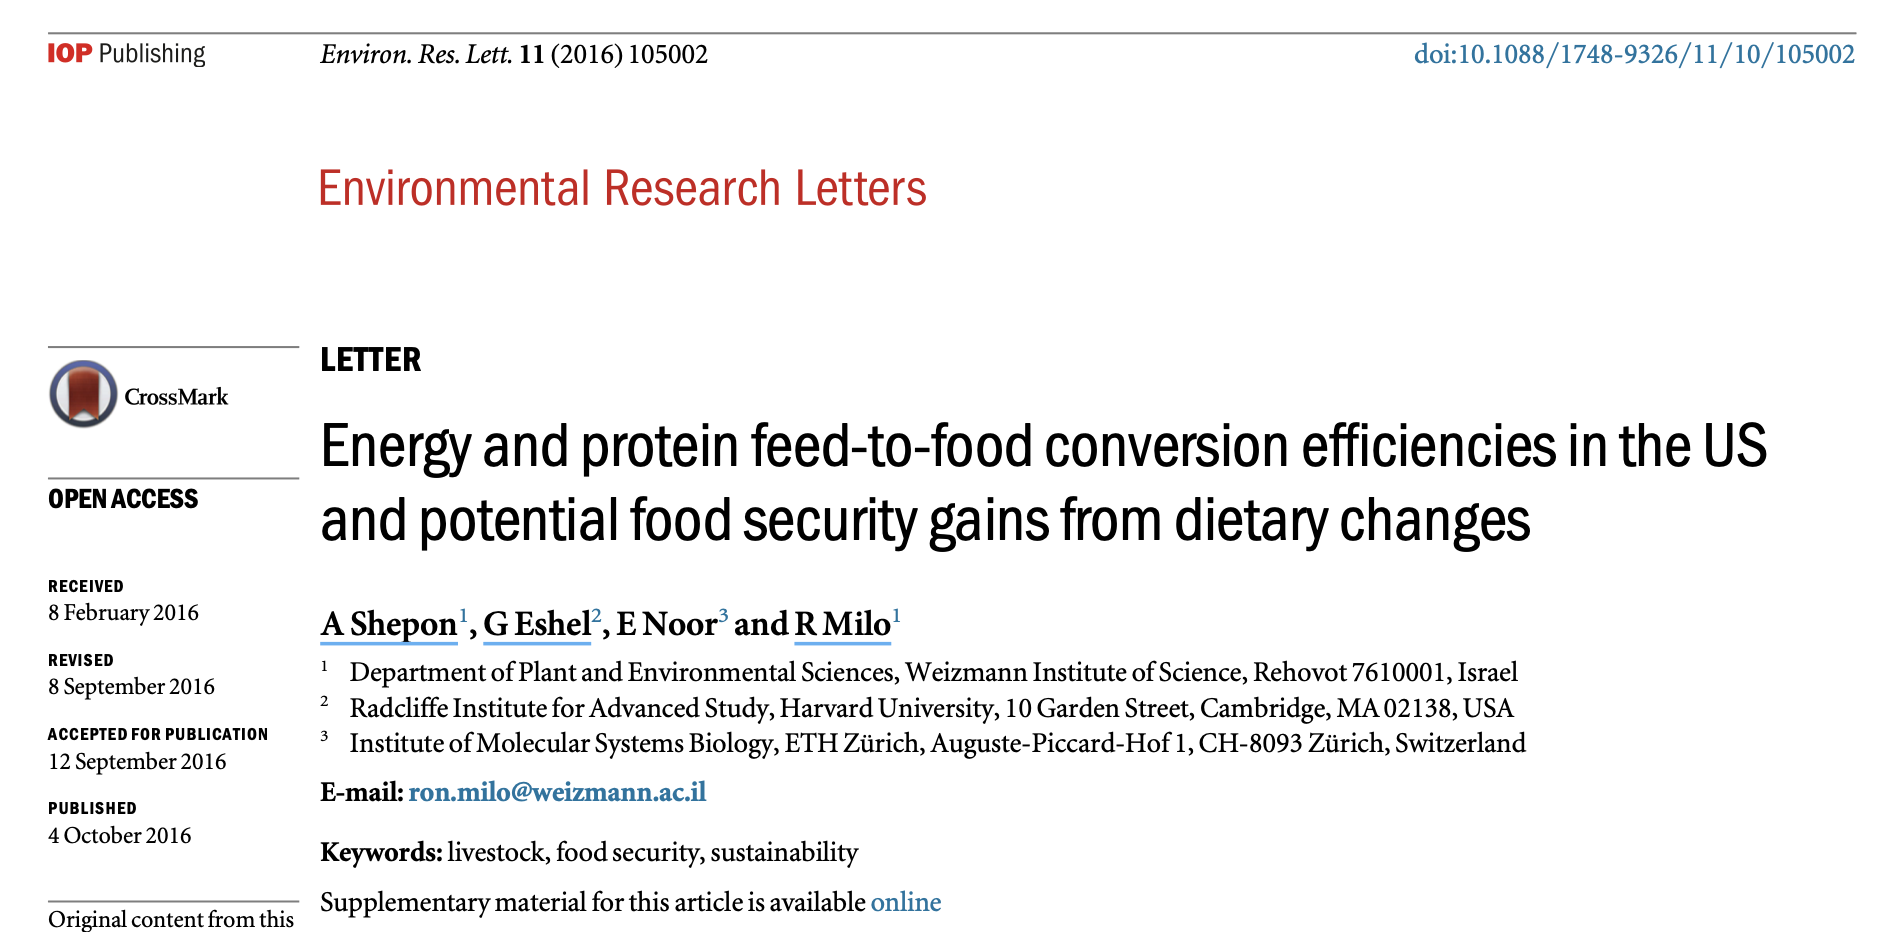 IOP Publishing
Environ. Res. Lett. 11 (2016) 105002
doi:10.1088/1748-9326/11/10/105002
Environmental Research Letters
CrossMark
OPEN ACCESS
RECEIVED
8 February 2016
REVISED
8 September 2016
ACCEPTED FOR PUBLICATION
12 September 2016
PUBLISHED
4 October 2016
Original content from this
LETTER
Energy and protein feed-to-food conversion efficiencies in the US
and potential food security gains from dietary changes
A Shepon1, G Eshel2, E Noor3 and R Milo1
1 Department of Plant and Environmental Sciences, Weizmann Institute of Science, Rehovot 7610001, Israel
2 Radcliffe Institute for Advanced Study, Harvard University, 10 Garden Street, Cambridge, MA 02138, USA
3 Institute of Molecular Systems Biology, ETH Zürich, Auguste-Piccard-Hof 1, CH-8093 Zürich, Switzerland
E-mail: ron.milo@weizmann.ac.il
Keywords: livestock, food security, sustainability
Supplementary material for this article is available online